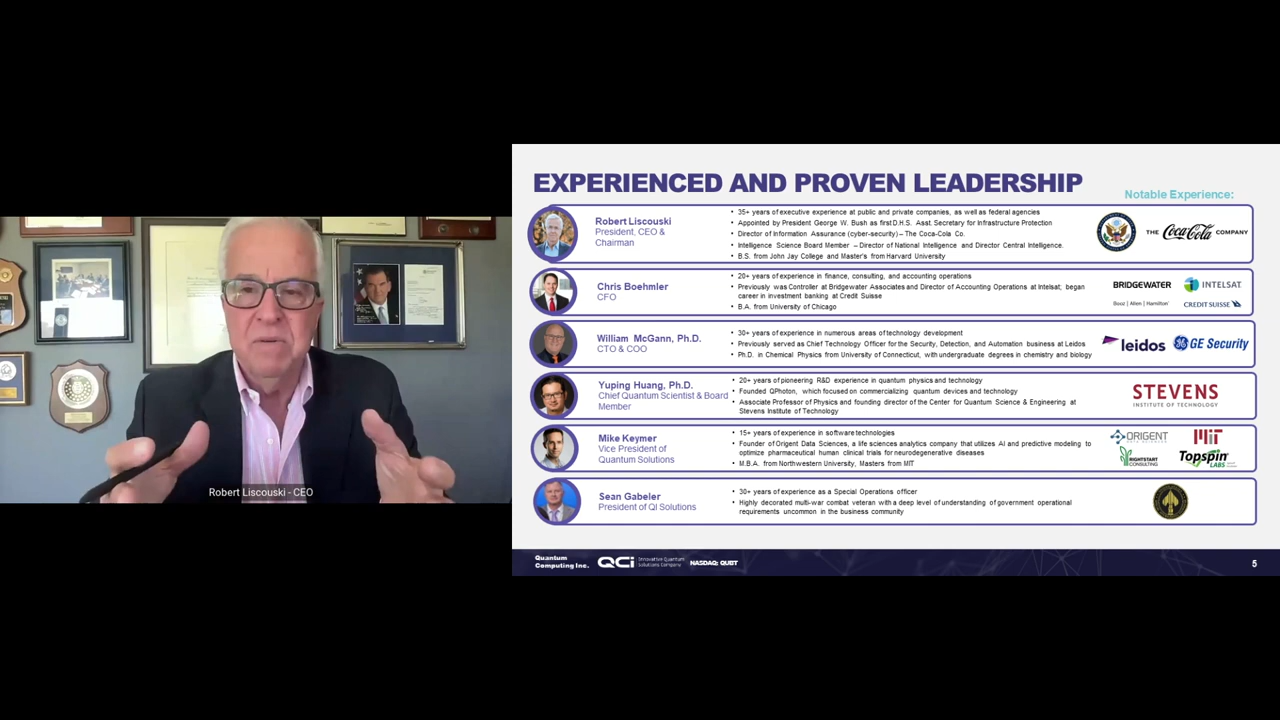 Robert Liscouski - CEO
EXPERIENCED AND PROVEN LEADERSHIP
Notable Experience:
Robert Liscouski
President, CEO &
Chairman
• 35+ years of executive experience at public and private companies, as well as federal agencies
• Appointed by President George W. Bush as first D.H.S. Asst. Secretary for Infrastructure Protection
• Director of Information Assurance (cyber-security) – The Coca-Cola Co.
• Intelligence Science Board Member – Director of National Intelligence and Director Central Intelligence.
• B.S. from John Jay College and Master's from Harvard University
THE Coca-Cola COMPANY
Chris Boehmler
CFO
• 20+ years of experience in finance, consulting, and accounting operations
• Previously was Controller at Bridgewater Associates and Director of Accounting Operations at Intelsat; began
career in investment banking at Credit Suisse
• B.A. from University of Chicago
BRIDGEWATER INTELSAT
Booz | Allen | Hamilton CREDIT SUISSE
William McGann, Ph.D.
CTO & COO
• 30+ years of experience in numerous areas of technology development
• Previously served as Chief Technology Officer for the Security, Detection, and Automation business at Leidos
• Ph.D. in Chemical Physics from University of Connecticut, with undergraduate degrees in chemistry and biology
leidos GE Security
Yuping Huang, Ph.D.
Chief Quantum Scientist & Board
Member
• 20+ years of pioneering R&D experience in quantum physics and technology
• Founded QPhoton, which focused on commercializing quantum devices and technology
• Associate Professor of Physics and founding director of the Center for Quantum Science & Engineering at
Stevens Institute of Technology
STEVENS
INSTITUTE OF TECHNOLOGY
Mike Keymer
Vice President of
Quantum Solutions
• 15+ years of experience in software technologies
• Founder of Origent Data Sciences, a life sciences analytics company that utilizes AI and predictive modeling to
optimize pharmaceutical human clinical trials for neurodegenerative diseases
• M.B.A. from Northwestern University, Masters from MIT
ORIGENT
MIT
RIGHTSTART
CONSULTING
Topspin
LABS
Sean Gabeler
President of QI Solutions
• 30+ years of experience as a Special Operations officer
• Highly decorated multi-war combat veteran with a deep level of understanding of government operational
requirements uncommon in the business community
Quantum
Computing Inc.
QCi
Innovative Quantum
Solutions Company
NASDAQ: QUBT
5